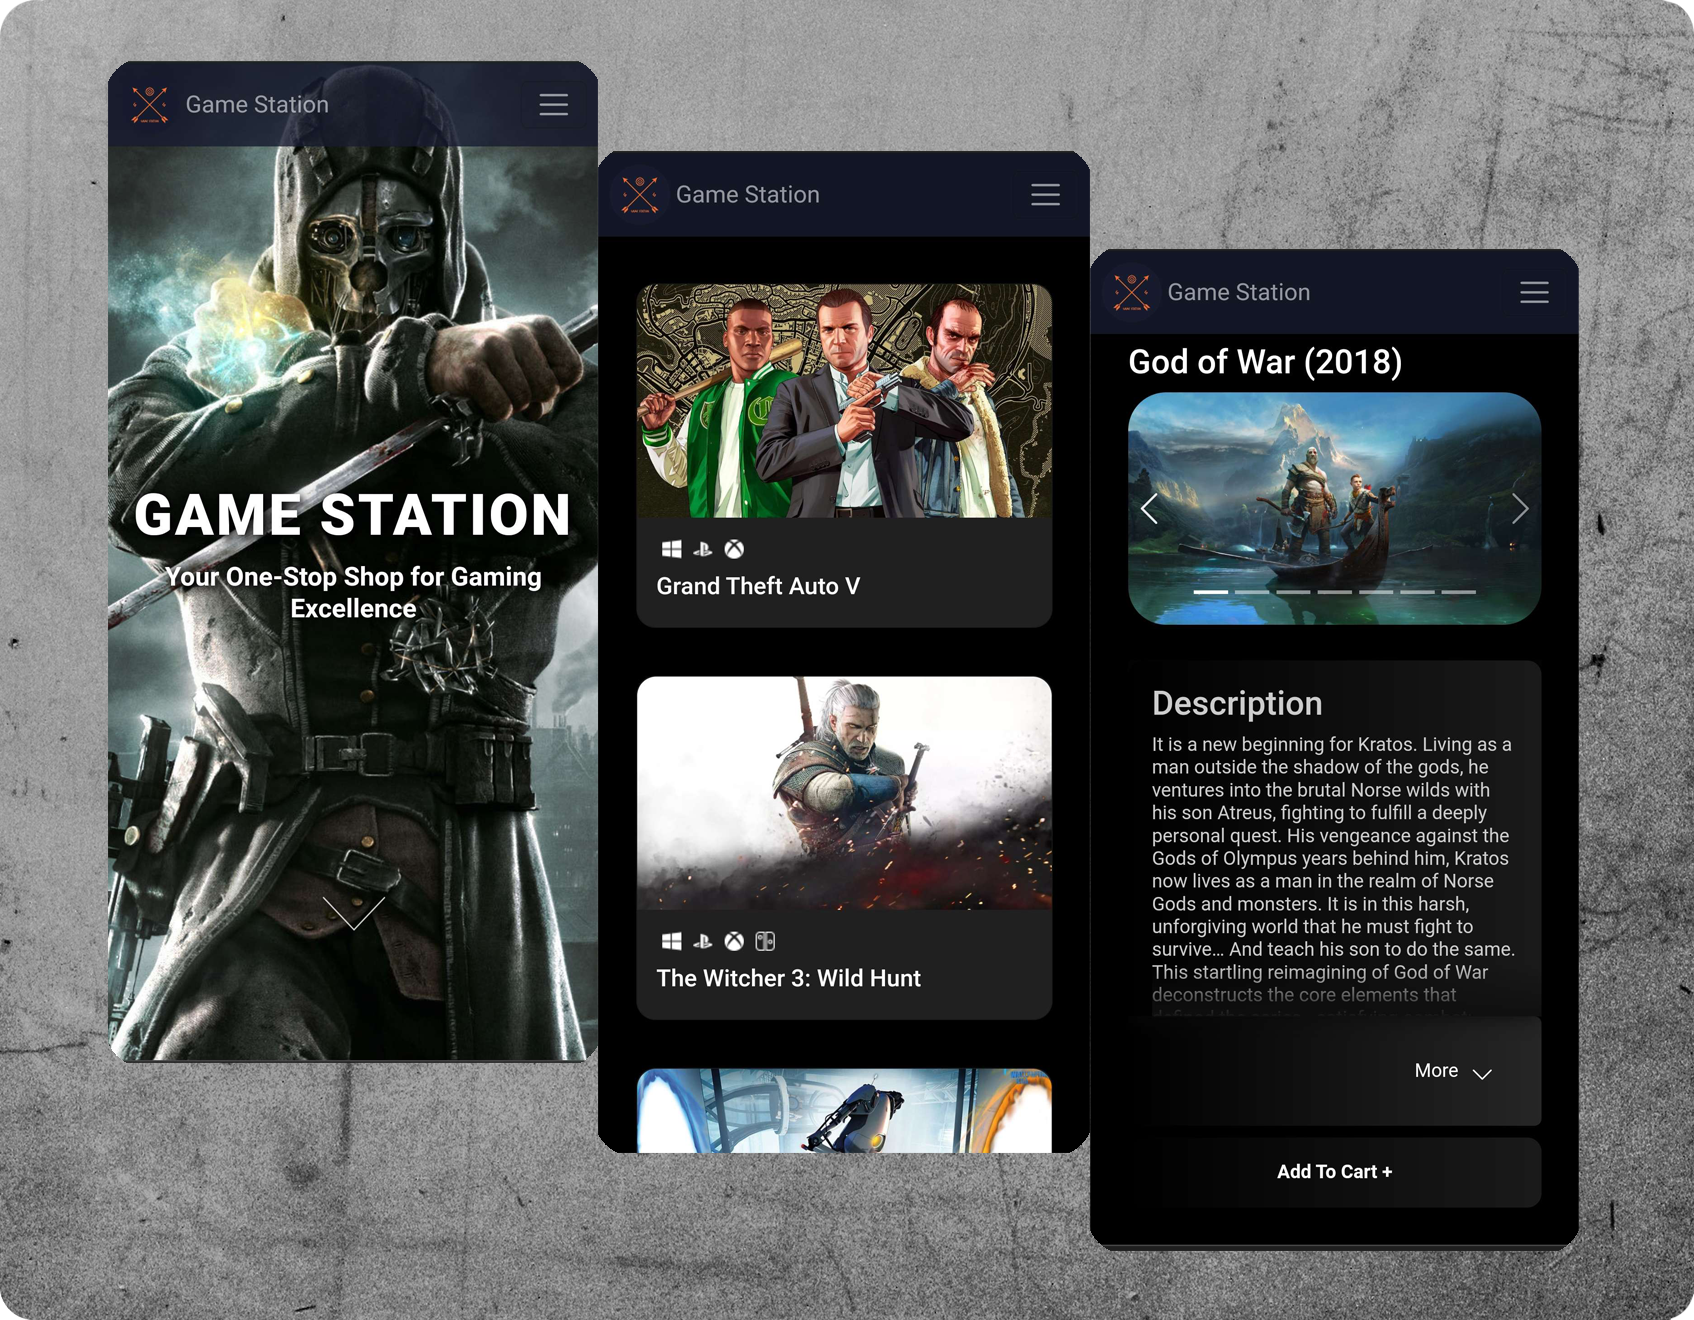 Game Station
GAME STATION
Your One-Stop Shop for Gaming
Excellence
Game Station
Grand Theft Auto V
The Witcher 3: Wild Hunt
Game Station
God of War (2018)
Description
It is a new beginning for Kratos. Living as a
man outside the shadow of the gods, he
ventures into the brutal Norse wilds with
his son Atreus, fighting to fulfill a deeply
personal quest. His vengeance against the
Gods of Olympus years behind him, Kratos
now lives as a man in the realm of Norse
Gods and monsters. It is in this harsh,
unforgiving world that he must fight to
survive… And teach his son to do the same.
This startling reimagining of God of War
deconstructs the core elements that
More
Add To Cart +